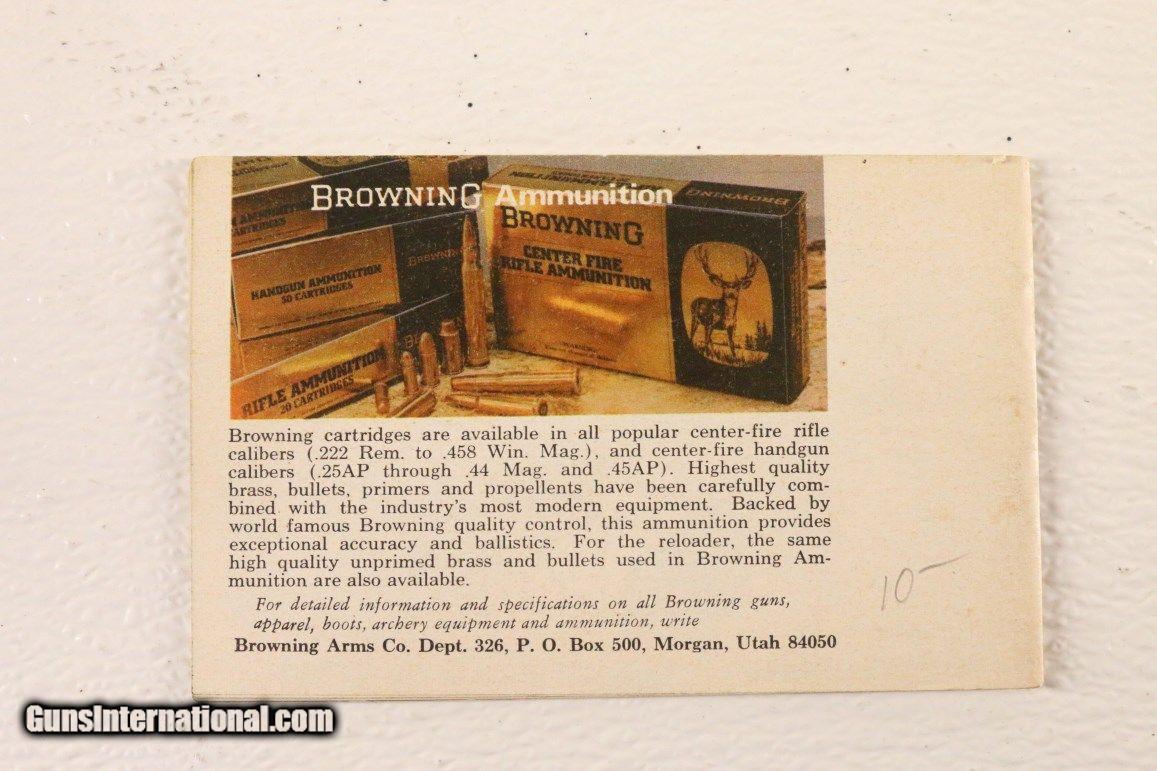 BROWNING Ammunition
BROWNING
BROWNING
CENTER FIRE
RIFLE AMMUNITION
BROWNING
HANDGUN AMMUNITION
50 CARTRIDGES
RIFLE AMMUNITION
20 CARTRIDGES
Browning cartridges are available in all popular center-fire rifle
calibers (.222 Rem. to .458 Win. Mag.), and center-fire handgun
calibers (.25AP through .44 Mag. and .45AP). Highest quality
brass, bullets, primers and propellents have been carefully com-
bined with the industry's most modern equipment. Backed by
world famous Browning quality control, this ammunition provides
exceptional accuracy and ballistics. For the reloader, the same
high quality unprimed brass and bullets used in Browning Am-
munition are also available.
For detailed information and specifications on all Browning guns,
apparel, boots, archery equipment and ammunition, write
Browning Arms Co. Dept. 326, P. O. Box 500, Morgan, Utah 84050
10-
GunsInternational.com